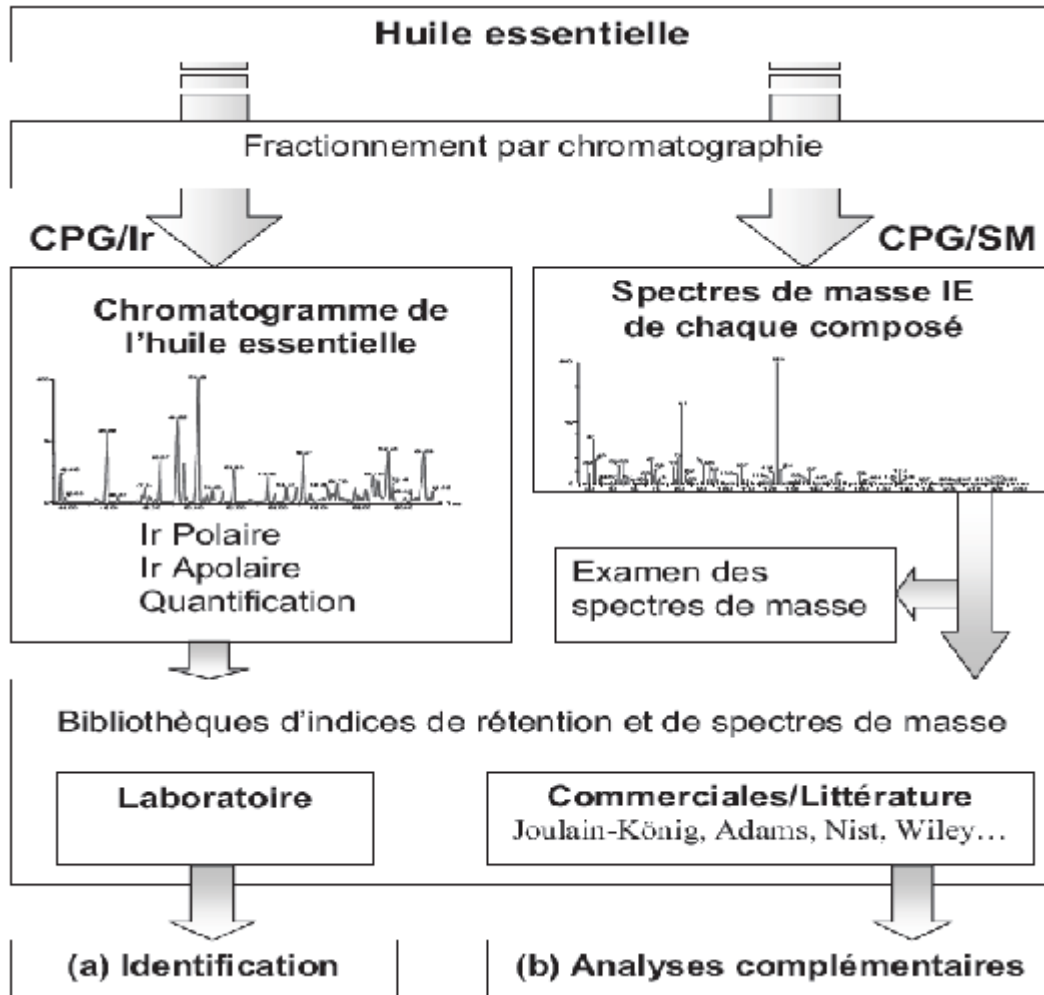 Huile essentielle
Fractionnement par chromatographie
CPG/Ir
CPG/SM
Chromatogramme de
l'huile essentielle
Ir Polaire
Ir Apolaire
Quantification
Spectres de masse IE
de chaque composé
Examen des
spectres de masse
Bibliothèques d'indices de rétention et de spectres de masse
Laboratoire
Commerciales/Littérature
Joulain-König, Adams, Nist, Wiley…
(a) Identification
(b) Analyses complémentaires